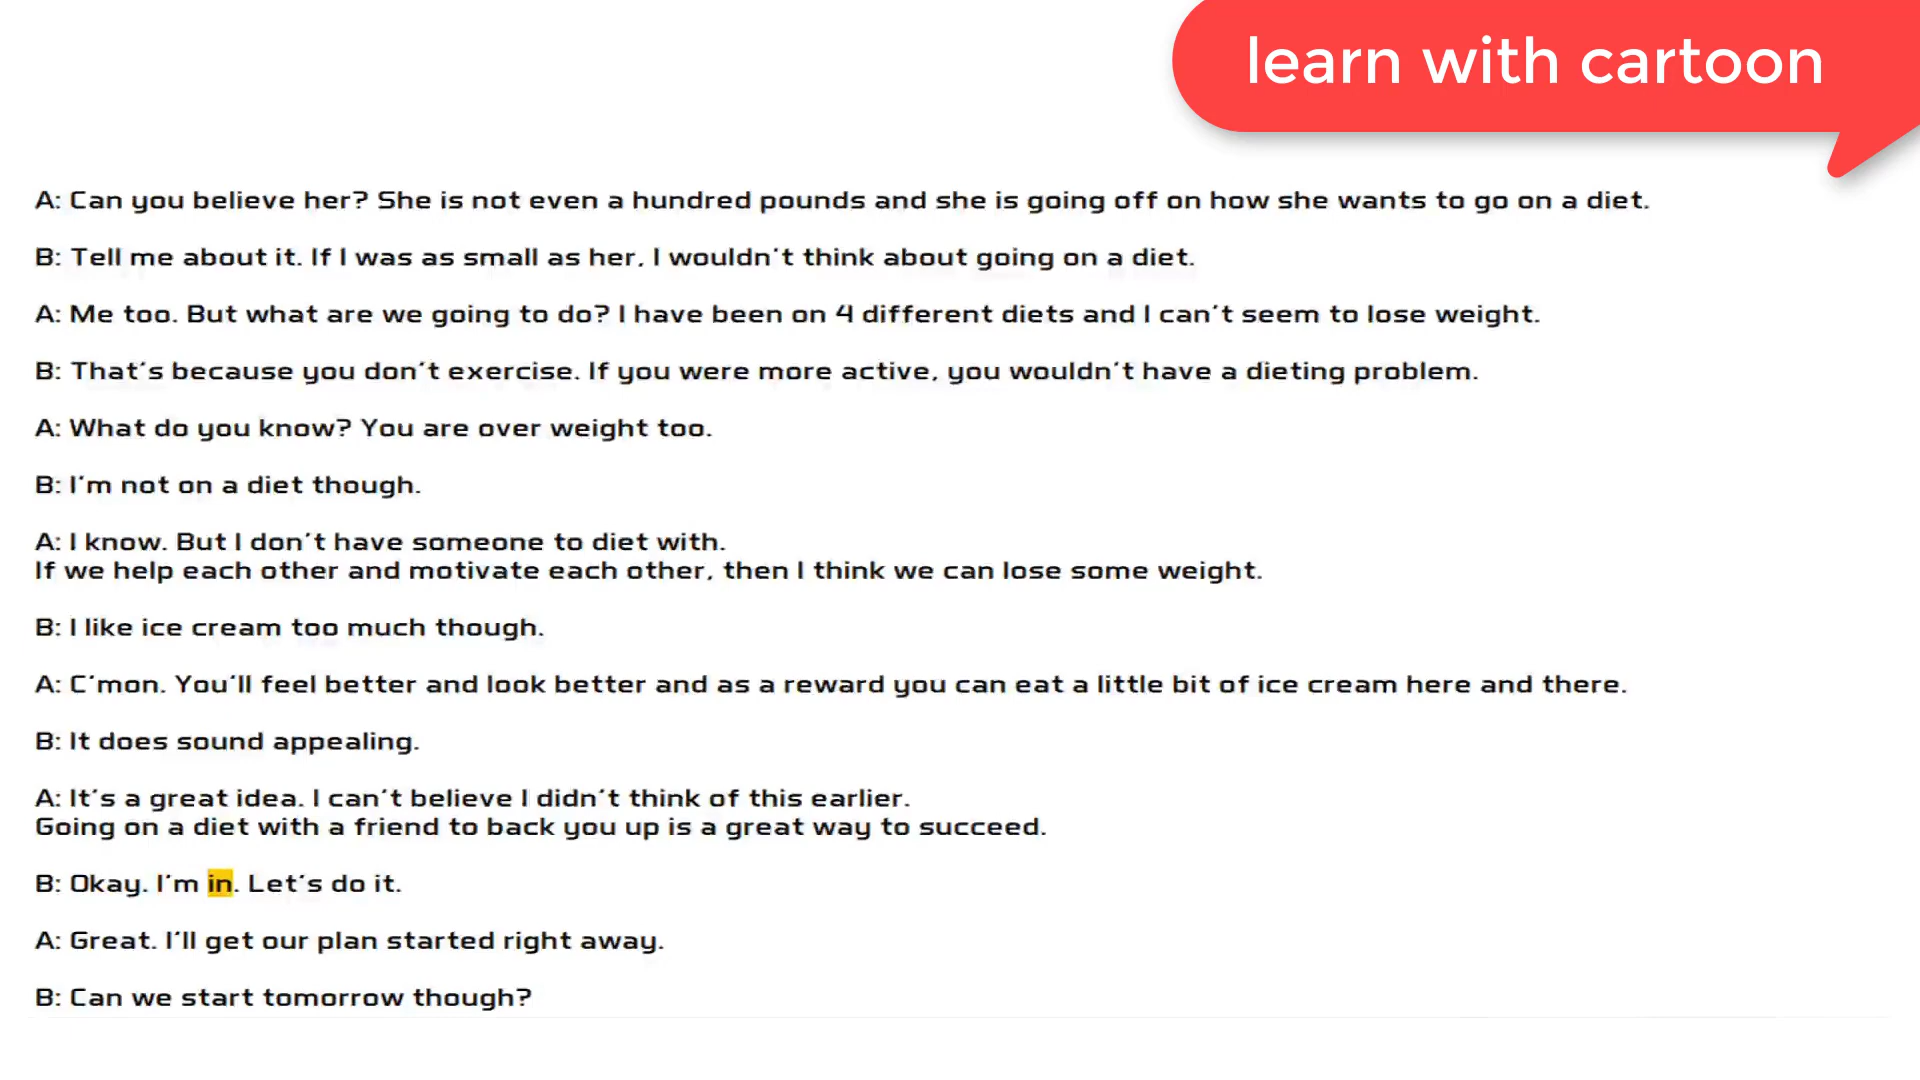 learn with cartoon
A: Can you believe her? She is not even a hundred pounds and she is going off on how she wants to go on a diet.
B: Tell me about it. If I was as small as her, I wouldn't think about going on a diet.
A: Me too. But what are we going to do? I have been on 4 different diets and I can't seem to lose weight.
B: That's because you don't exercise. If you were more active, you wouldn't have a dieting problem.
A: What do you know? You are over weight too.
B: I'm not on a diet though.
A: I know. But I don't have someone to diet with.
If we help each other and motivate each other, then I think we can lose some weight.
B: I like ice cream too much though.
A: C'mon. You'll feel better and look better and as a reward you can eat a little bit of ice cream here and there.
B: It does sound appealing.
A: It's a great idea. I can't believe I didn't think of this earlier.
Going on a diet with a friend to back you up is a great way to succeed.
B: Okay. I'm in. Let's do it.
A: Great. I'll get our plan started right away.
B: Can we start tomorrow though?